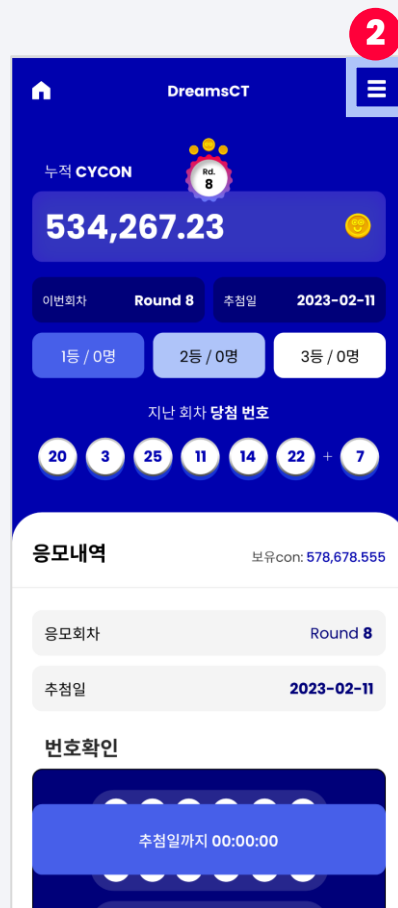 2
DreamsCT
누적 CYCON
Rd.
8
534,267.23
이번회차 Round 8 추첨일 2023-02-11
1등 / 0명 2등 / 0명 3등 / 0명
지난 회차 당첨 번호
20 3 25 11 14 22 + 7
응모내역 보유con: 578,678.555
응모회차 Round 8
추첨일 2023-02-11
번호확인
추첨일까지 00:00:00